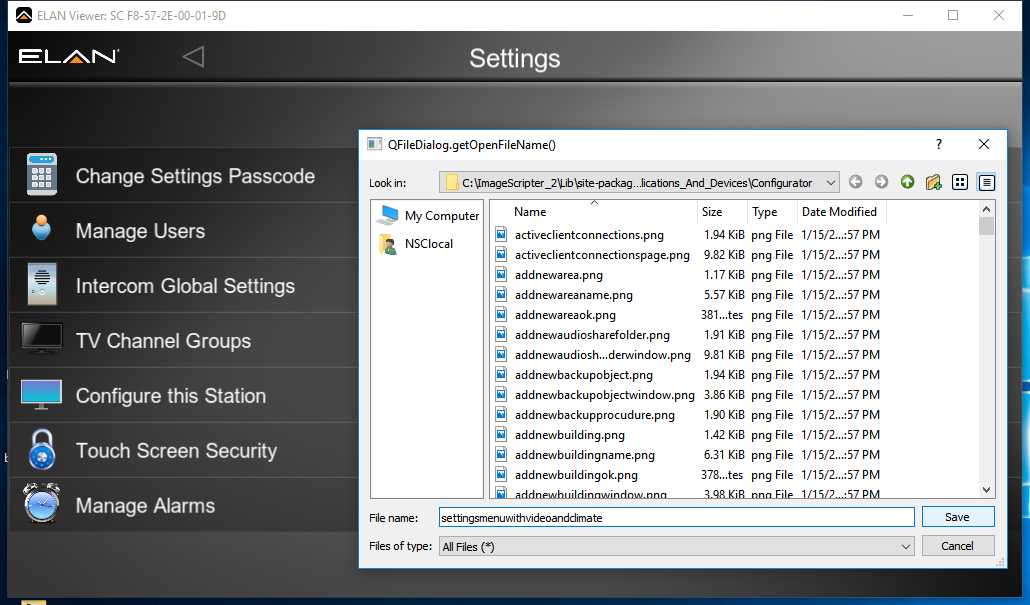 ELAN Viewer: SC F8-57-2E-00-01-9D
ELAN
Settings
Change Settings Passcode
Manage Users
Intercom Global Settings
TV Channel Groups
Configure this Station
Touch Screen Security
Manage Alarms
QFileDialog.getOpenFileName()
?
Look in: C:\ImageScripter_2\Lib\site-packag...lications_And_Devices\Configurator
My Computer
NSClocal
Name Size Type Date Modified
activeclientconnections.png 1.94 KiB png File 1/15/2...:57 PM
activeclientconnectionspage.png 9.82 KiB png File 1/15/2...:57 PM
addnewarea.png 1.17 KiB png File 1/15/2...:57 PM
addnewareaname.png 5.57 KiB png File 1/15/2...:57 PM
addnewareaok.png 381...tes png File 1/15/2...:57 PM
addnewaudiosharefolder.png 1.91 KiB png File 1/15/2...:57 PM
addnewaudiosh...derwindow.png 9.81 KiB png File 1/15/2...:57 PM
addnewbackupobject.png 1.94 KiB png File 1/15/2...:57 PM
addnewbackupobjectwindow.png 3.86 KiB png File 1/15/2...:57 PM
addnewbackupprocudure.png 1.90 KiB png File 1/15/2...:57 PM
addnewbuilding.png 1.42 KiB png File 1/15/2...:57 PM
addnewbuildingname.png 6.31 KiB png File 1/15/2...:57 PM
addnewbuildingok.png 378...tes png File 1/15/2...:57 PM
addnewbuildingwindow.png 3.98 KiB png File 1/15/2...:57 PM
File name: settingsmenuwithvideoandclimate Save
Files of type: All Files (*) Cancel